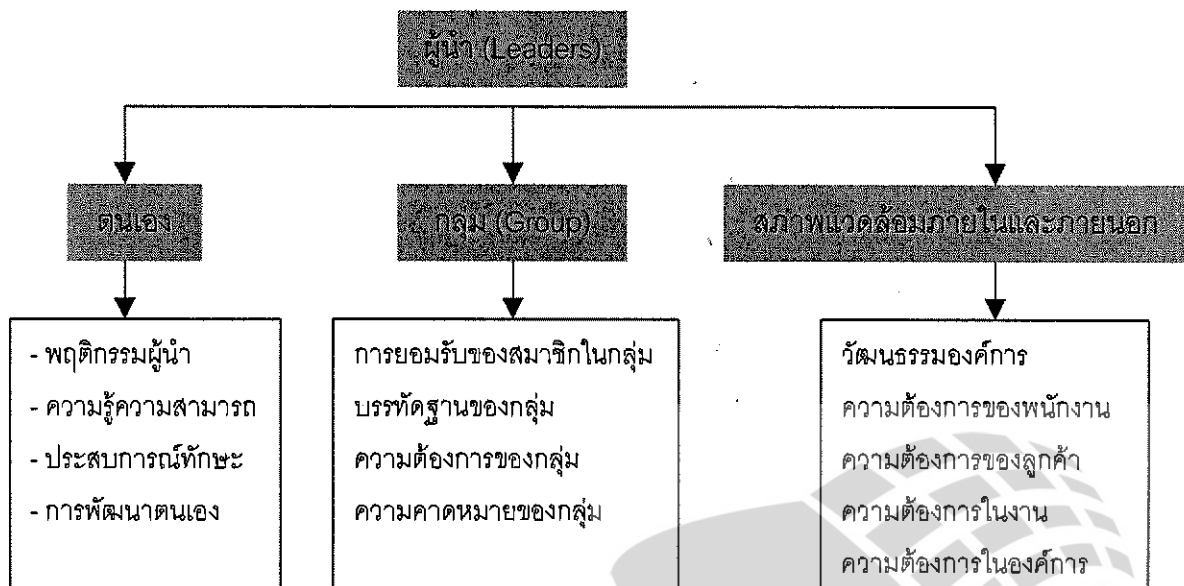 ผู้นำ (Leaders)
ตนเอง
กลุ่ม (Group)
สภาพแวดล้อมภายในและภายนอก
- พฤติกรรมผู้นำ
- ความรู้ความสามารถ
- ประสบการณ์ทักษะ
- การพัฒนาตนเอง
การยอมรับของสมาชิกในกลุ่ม
บรรทัดฐานของกลุ่ม
ความต้องการของกลุ่ม
ความคาดหมายของกลุ่ม
วัฒนธรรมองค์การ
ความต้องการของพนักงาน
ความต้องการของลูกค้า
ความต้องการในงาน
ความต้องการในองค์การ